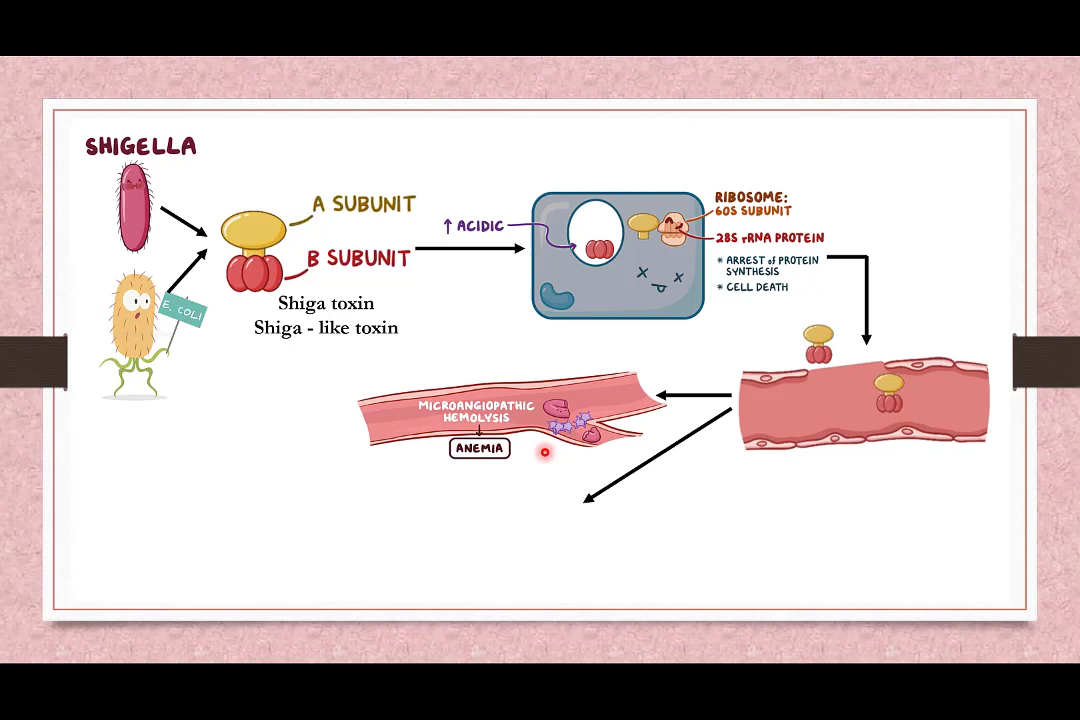 SHIGELLA
A SUBUNIT
B SUBUNIT
Shiga toxin
Shiga - like toxin
E. COLI
↑ ACIDIC
RIBOSOME:
60S SUBUNIT
28S rRNA PROTEIN
* ARREST of PROTEIN
SYNTHESIS
* CELL DEATH
MICROANGIOPATHIC
HEMOLYSIS
ANEMIA